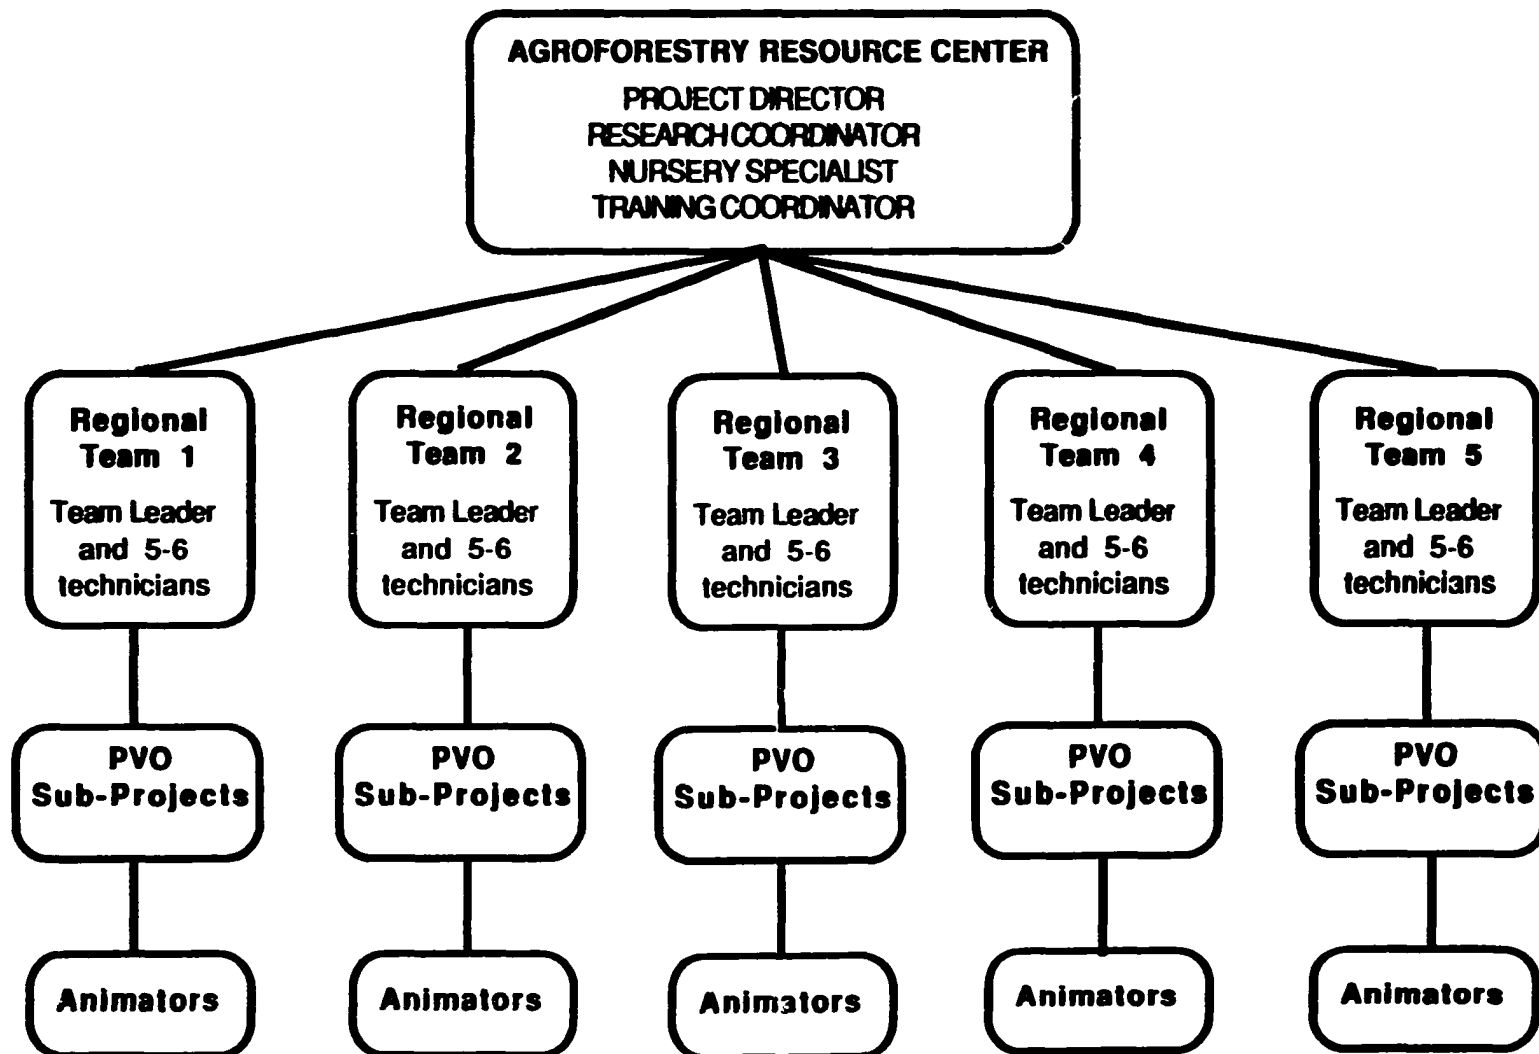 AGROFORESTRY RESOURCE CENTER
PROJECT DIRECTOR
RESEARCH COORDINATOR
NURSERY SPECIALIST
TRAINING COORDINATOR
Regional
Team 1
Team Leader
and 5-6
technicians
Regional
Team 2
Team Leader
and 5-6
technicians
Regional
Team 3
Team Leader
and 5-6
technicians
Regional
Team 4
Team Leader
and 5-6
technicians
Regional
Team 5
Team Leader
and 5-6
technicians
PVO
Sub-Projects
PVO
Sub-Projects
PVO
Sub-Projects
PVO
Sub-Projects
PVO
Sub-Projects
Animators
Animators
Animators
Animators
Animators